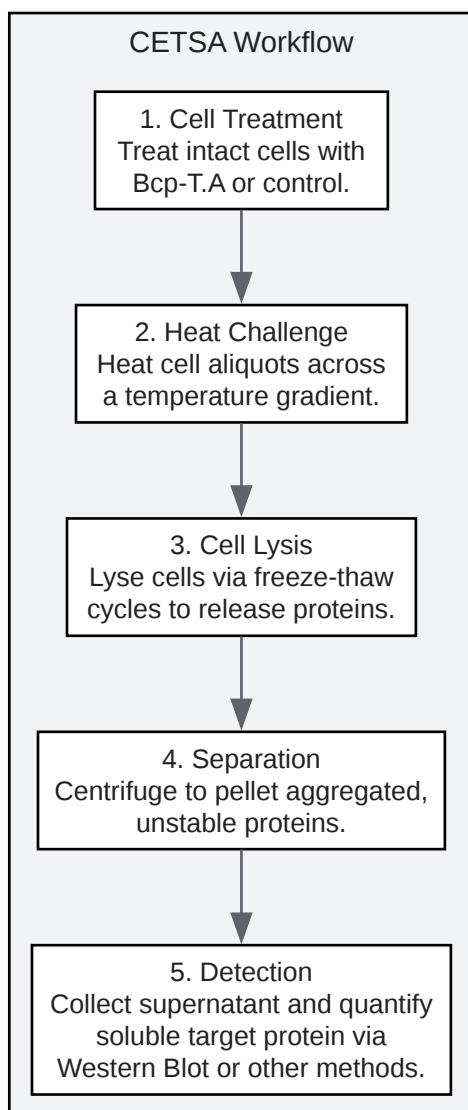 CETSA Workflow
1. Cell Treatment
Treat intact cells with
Bcp-T.A or control.
2. Heat Challenge
Heat cell aliquots across
a temperature gradient.
3. Cell Lysis
Lyse cells via freeze-thaw
cycles to release proteins.
4. Separation
Centrifuge to pellet aggregated,
unstable proteins.
5. Detection
Collect supernatant and quantify
soluble target protein via
Western Blot or other methods.